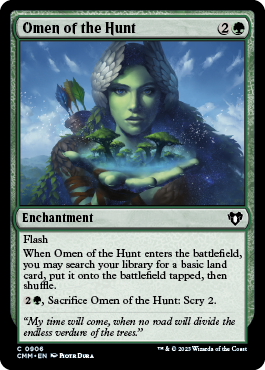 Omen of the Hunt 2
Enchantment
Flash
When Omen of the Hunt enters the battlefield,
you may search your library for a basic land
card, put it onto the battlefield tapped, then
shuffle.
2, Sacrifice Omen of the Hunt: Scry 2.
"My time will come, when no road will divide the
endless verdure of the trees."
C 0906
CMM • EN Piotr Dura
™ & © 2023 Wizards of the Coast